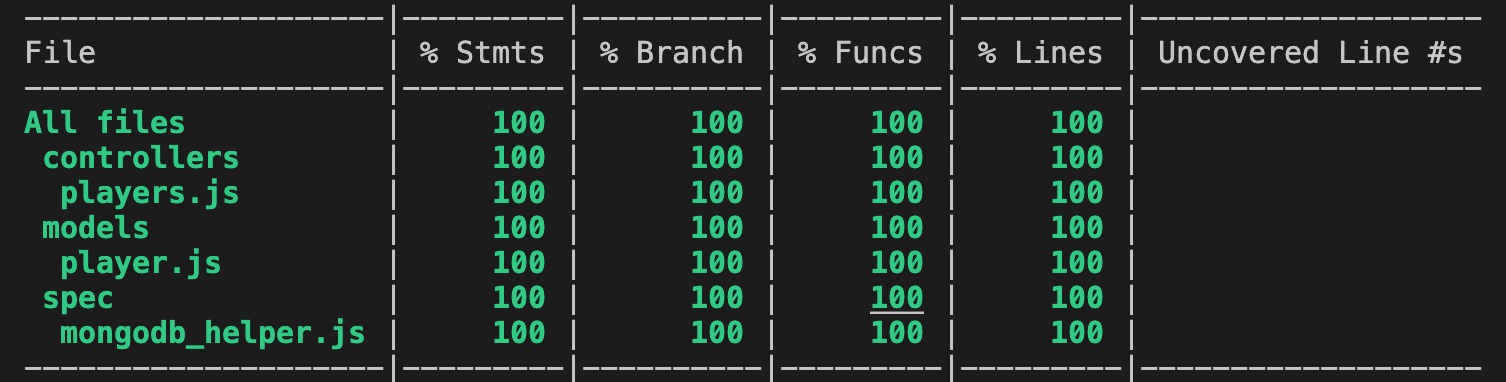 --------------------|---------|----------|---------|---------|-------------------
File                | % Stmts | % Branch | % Funcs | % Lines | Uncovered Line #s
--------------------|---------|----------|---------|---------|-------------------
All files           |     100 |      100 |     100 |     100 |
 controllers        |     100 |      100 |     100 |     100 |
  players.js        |     100 |      100 |     100 |     100 |
 models             |     100 |      100 |     100 |     100 |
  player.js         |     100 |      100 |     100 |     100 |
 spec               |     100 |      100 |     100 |     100 |
  mongodb_helper.js |     100 |      100 |     100 |     100 |
--------------------|---------|----------|---------|---------|-------------------